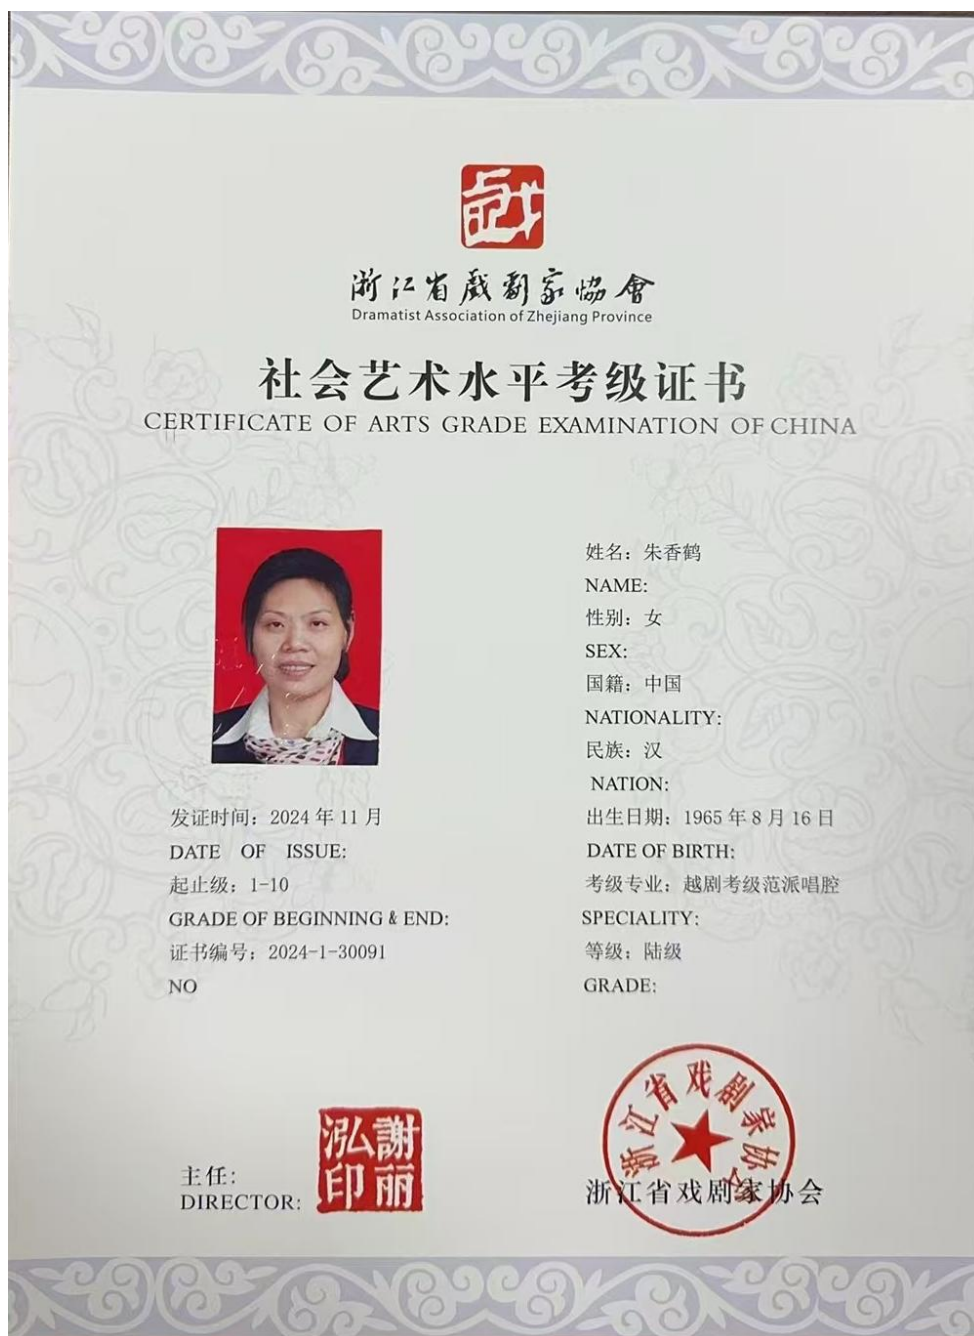 戲
浙江省戲劇家協會
Dramatist Association of Zhejiang Province
社会艺术水平考级证书
CERTIFICATE OF ARTS GRADE EXAMINATION OF CHINA
姓名：朱香鹤
NAME:
性别：女
SEX:
国籍：中国
NATIONALITY:
民族：汉
NATION:
出生日期：1965年8月16日
DATE OF BIRTH:
考级专业：越剧考级范派唱腔
SPECIALITY:
等级：陆级
GRADE:
发证时间：2024年11月
DATE OF ISSUE:
起止级：1-10
GRADE OF BEGINNING & END:
证书编号：2024-1-30091
NO
主任:
DIRECTOR:
謝丽泓印
浙江省戏剧家协会
浙江省戏剧家协会